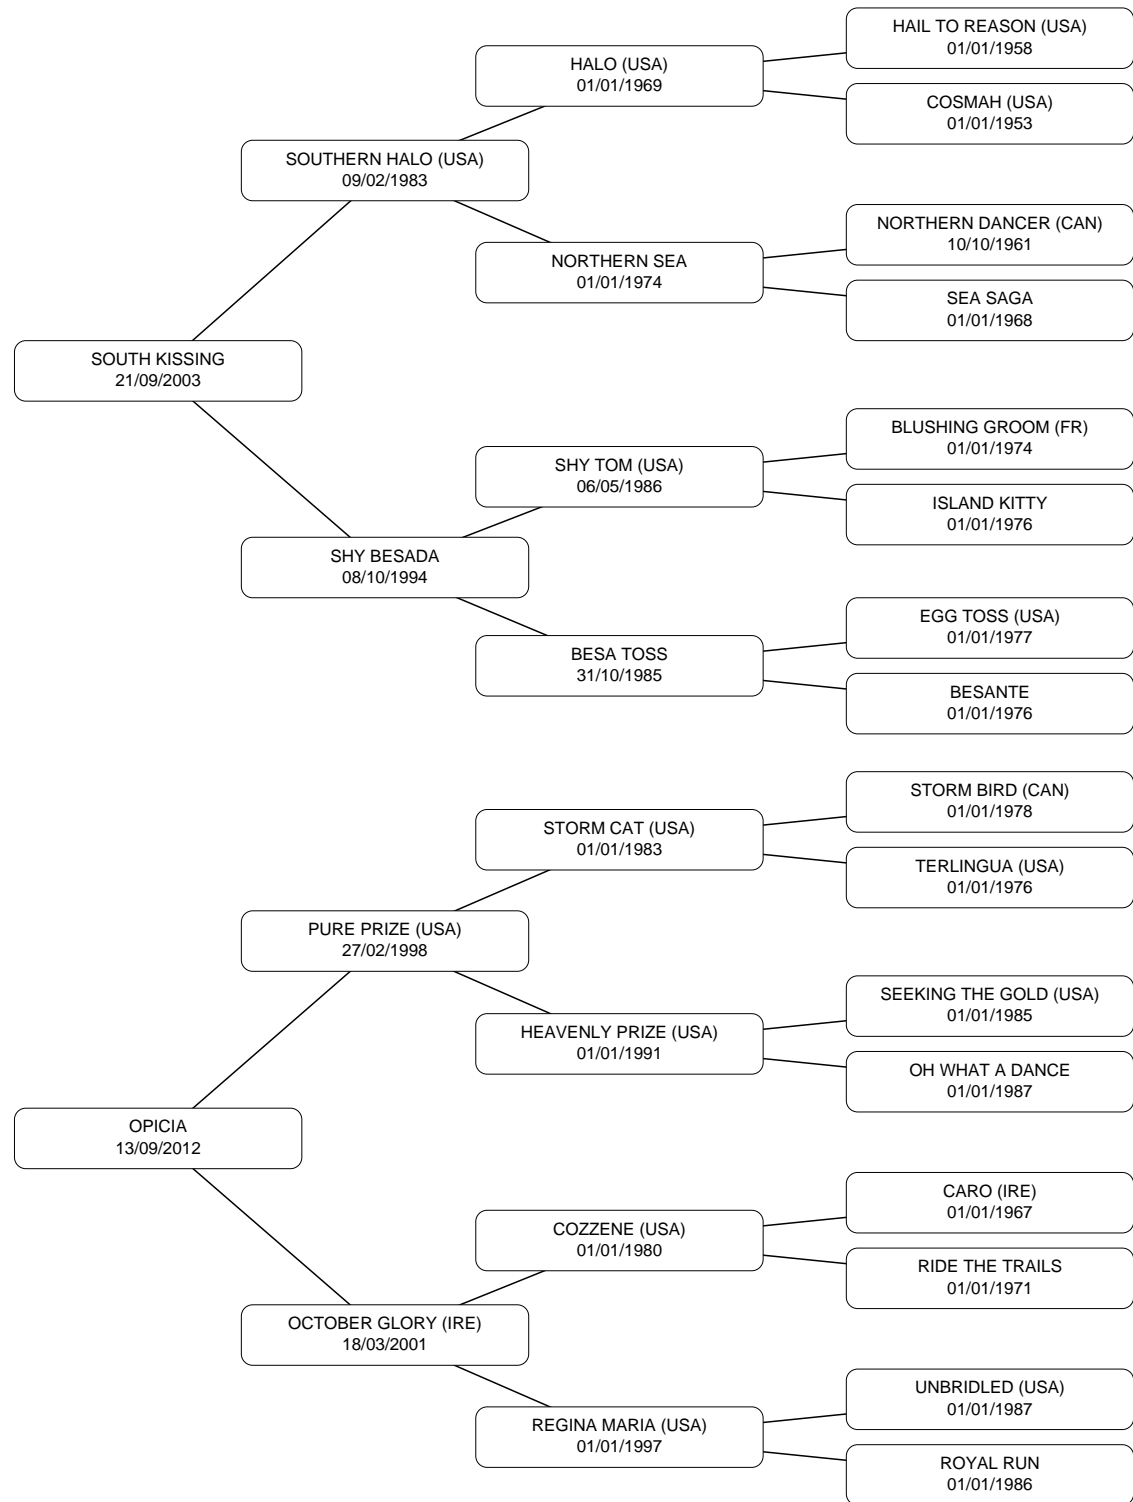 HAIL TO REASON (USA)
01/01/1958
HALO (USA)
01/01/1969
COSMAH (USA)
01/01/1953
SOUTHERN HALO (USA)
09/02/1983
NORTHERN DANCER (CAN)
10/10/1961
NORTHERN SEA
01/01/1974
SEA SAGA
01/01/1968
SOUTH KISSING
21/09/2003
BLUSHING GROOM (FR)
01/01/1974
SHY TOM (USA)
06/05/1986
ISLAND KITTY
01/01/1976
SHY BESADA
08/10/1994
EGG TOSS (USA)
01/01/1977
BESA TOSS
31/10/1985
BESANTE
01/01/1976
STORM BIRD (CAN)
01/01/1978
STORM CAT (USA)
01/01/1983
TERLINGUA (USA)
01/01/1976
PURE PRIZE (USA)
27/02/1998
SEEKING THE GOLD (USA)
01/01/1985
HEAVENLY PRIZE (USA)
01/01/1991
OH WHAT A DANCE
01/01/1987
OPICIA
13/09/2012
CARO (IRE)
01/01/1967
COZZENE (USA)
01/01/1980
RIDE THE TRAILS
01/01/1971
OCTOBER GLORY (IRE)
18/03/2001
UNBRIDLED (USA)
01/01/1987
REGINA MARIA (USA)
01/01/1997
ROYAL RUN
01/01/1986